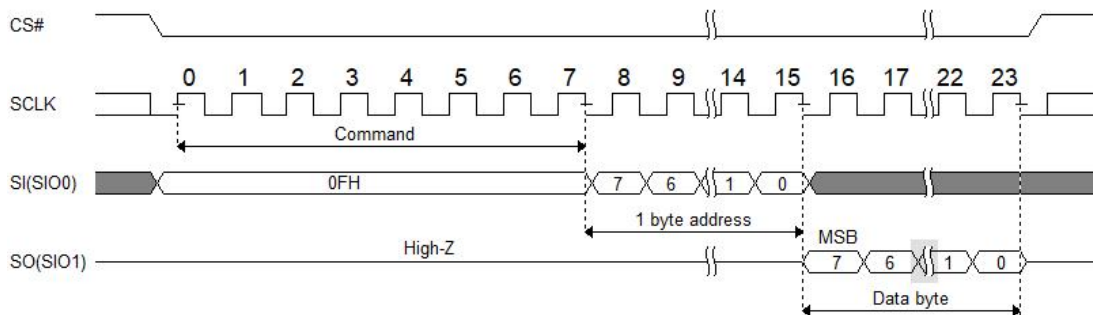 CS#
0 1 2 3 4 5 6 7 8 9 14 15 16 17 22 23
SCLK
Command
SI(SIO0) 0FH 7 6 1 0
1 byte address
High-Z MSB
SO(SIO1) 7 6 1 0
Data byte